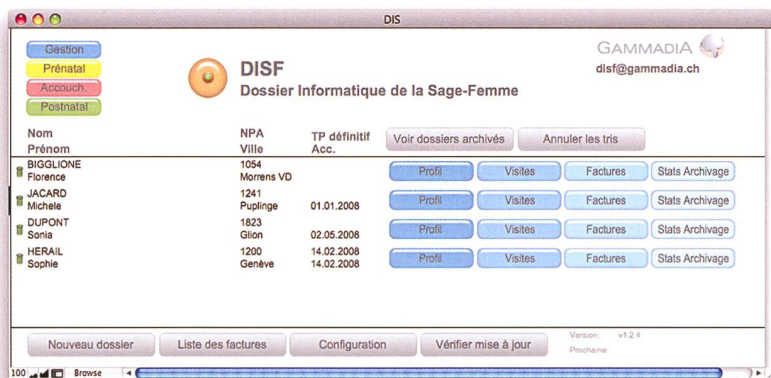 DIS
Gestion
Prénatal
Accouch.
Postnatal
DISF
Dossier Informatique de la Sage-Femme
GAMMADIA
disf@gammadia.ch
Nom
Prénom
NPA
Ville
TP définitif
Acc.
Voir dossiers archivés
Annuler les tris
BIGGLIONE 1054
Florence Morrens VD
Profil Visites Factures Stats Archivage
JACARD 1241
Michele Puplinge 01.01.2008
Profil Visites Factures Stats Archivage
DUPONT 1823
Sonia Glion 02.05.2008
Profil Visites Factures Stats Archivage
HERAIL 1200 14.02.2008
Sophie Genève 14.02.2008
Profil Visites Factures Stats Archivage
Nouveau dossier Liste des factures Configuration Vérifier mise à jour
Version: v1.2.4
Prochaine:
100 Browse